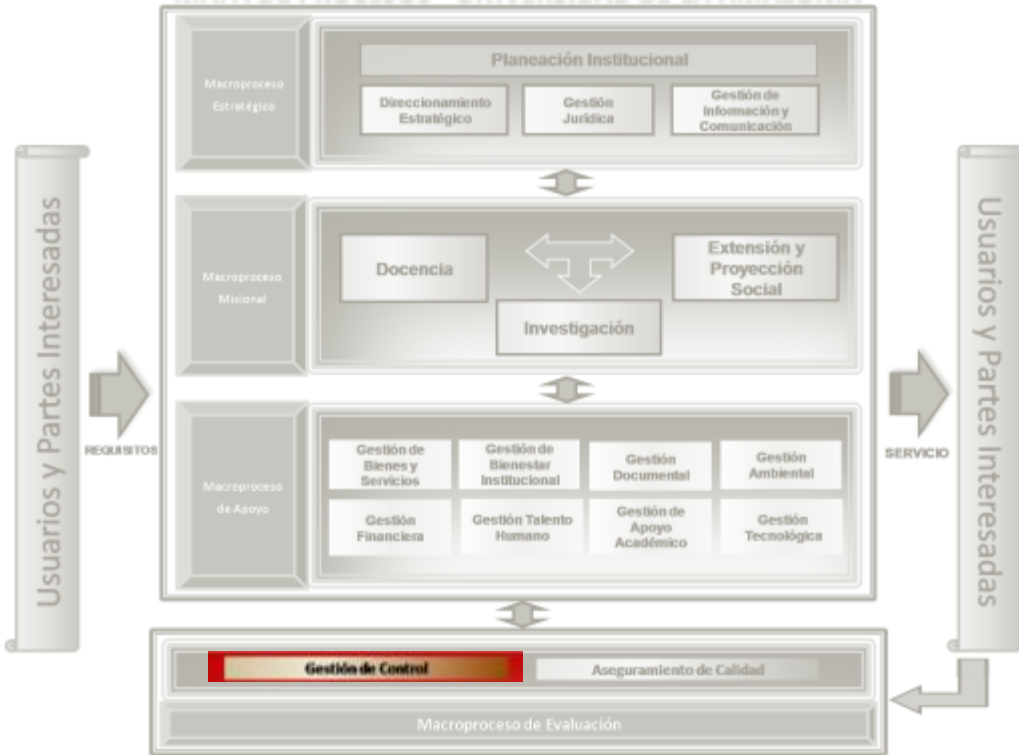 Macroproceso
Estratégico
Planeación Institucional
Direccionamiento
Estratégico
Gestión
Jurídica
Gestión de
Información y
Comunicación
Usuarios y Partes Interesadas
REQUISITOS
Macroproceso
Misional
Docencia
Extensión y
Proyección
Social
Investigación
Macroproceso
de Apoyo
Gestión de
Bienes y
Servicios
Gestión de
Bienestar
Institucional
Gestión
Documental
Gestión
Ambiental
Gestión
Financiera
Gestión Talento
Humano
Gestión de
Apoyo
Académico
Gestión
Tecnológica
SERVICIO
Usuarios y Partes Interesadas
Gestión de Control
Aseguramiento de Calidad
Macroproceso de Evaluación